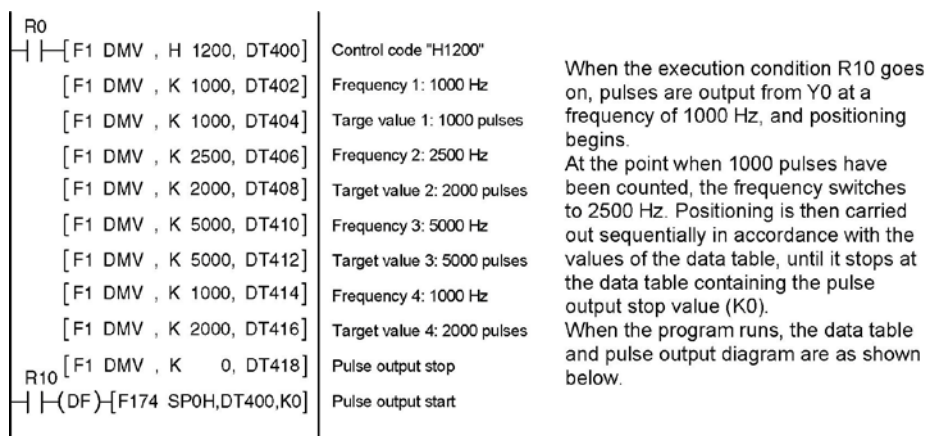 R0
[F1 DMV , H 1200, DT400] Control code "H1200"
[F1 DMV , K 1000, DT402] Frequency 1: 1000 Hz
[F1 DMV , K 1000, DT404] Targe value 1: 1000 pulses
[F1 DMV , K 2500, DT406] Frequency 2: 2500 Hz
[F1 DMV , K 2000, DT408] Target value 2: 2000 pulses
[F1 DMV , K 5000, DT410] Frequency 3: 5000 Hz
[F1 DMV , K 5000, DT412] Target value 3: 5000 pulses
[F1 DMV , K 1000, DT414] Frequency 4: 1000 Hz
[F1 DMV , K 2000, DT416] Target value 4: 2000 pulses
[F1 DMV , K 0, DT418] Pulse output stop
R10
(DF) [F174 SP0H,DT400,K0] Pulse output start
When the execution condition R10 goes
on, pulses are output from Y0 at a
frequency of 1000 Hz, and positioning
begins.
At the point when 1000 pulses have
been counted, the frequency switches
to 2500 Hz. Positioning is then carried
out sequentially in accordance with the
values of the data table, until it stops at
the data table containing the pulse
output stop value (K0).
When the program runs, the data table
and pulse output diagram are as shown
below.